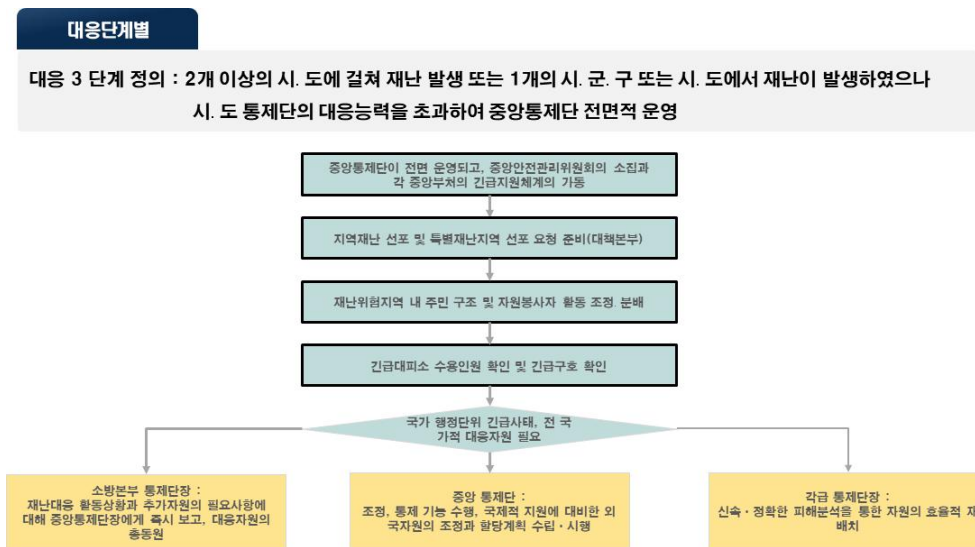 대응단계별
대응 3 단계 정의 : 2개 이상의 시. 도에 걸쳐 재난 발생 또는 1개의 시. 군. 구 또는 시. 도에서 재난이 발생하였으나
시. 도 통제단의 대응능력을 초과하여 중앙통제단 전면적 운영
중앙통제단이 전면 운영되고, 중앙안전관리위원회의 소집과
각 중앙부처의 긴급지원체계의 가동
지역재난 선포 및 특별재난지역 선포 요청 준비(대책본부)
재난위험지역 내 주민 구조 및 자원봉사자 활동 조정 분배
긴급대피소 수용인원 확인 및 긴급구호 확인
국가 행정단위 긴급사태, 전 국
가적 대응자원 필요
소방본부 통제단장 :
재난대응 활동상황과 추가자원의 필요사항에
대해 중앙통제단장에게 즉시 보고, 대응자원의
총동원
중앙 통제단 :
조정, 통제 기능 수행, 국제적 지원에 대비한 외
국자원의 조정과 할당계획 수립·시행
각급 통제단장 :
신속·정확한 피해분석을 통한 자원의 효율적 재
배치